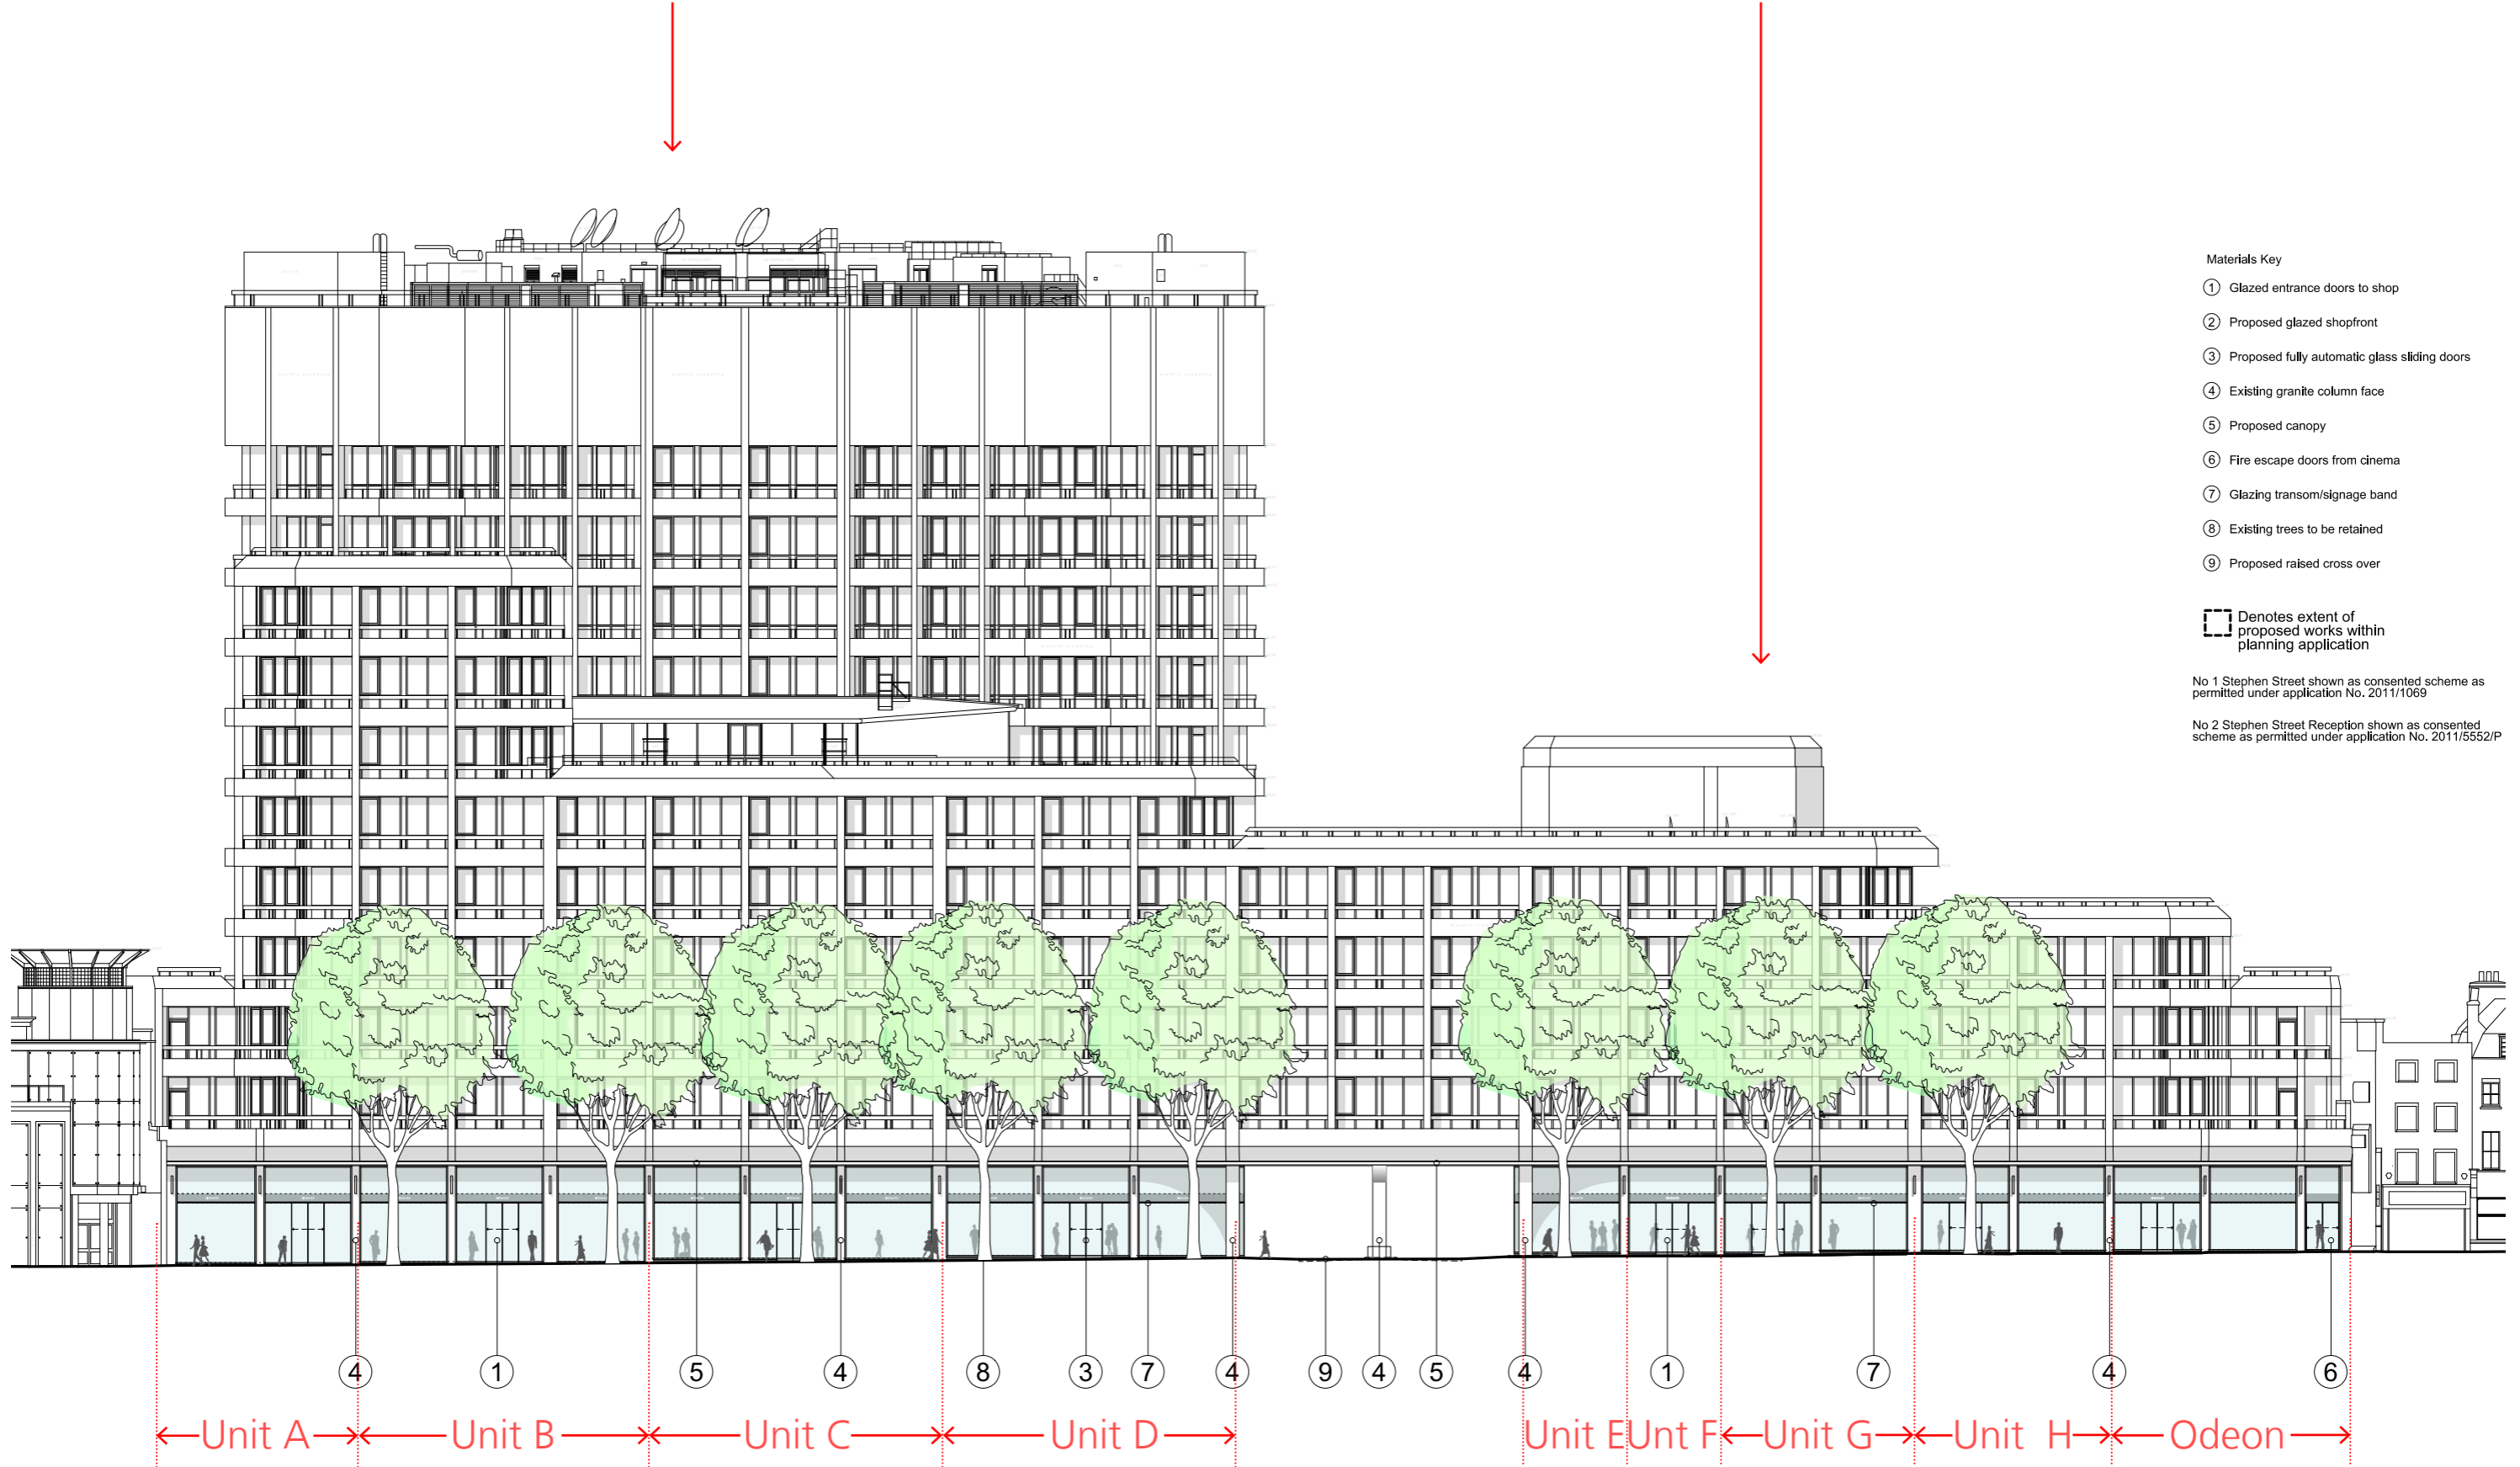 Materials Key
1 Glazed entrance doors to shop
2 Proposed glazed shopfront
3 Proposed fully automatic glass sliding doors
4 Existing granite column face
5 Proposed canopy
6 Fire escape doors from cinema
7 Glazing transom/signage band
8 Existing trees to be retained
9 Proposed raised cross over
Denotes extent of
proposed works within
planning application
No 1 Stephen Street shown as consented scheme as
permitted under application No. 2011/1069
No 2 Stephen Street Reception shown as consented
scheme as permitted under application No. 2011/5552/P
4 1 5 4 8 3 7 4 9 4 5 4 1 7 4 6
Unit A Unit B Unit C Unit D Unit E Unt F Unit G Unit H Odeon